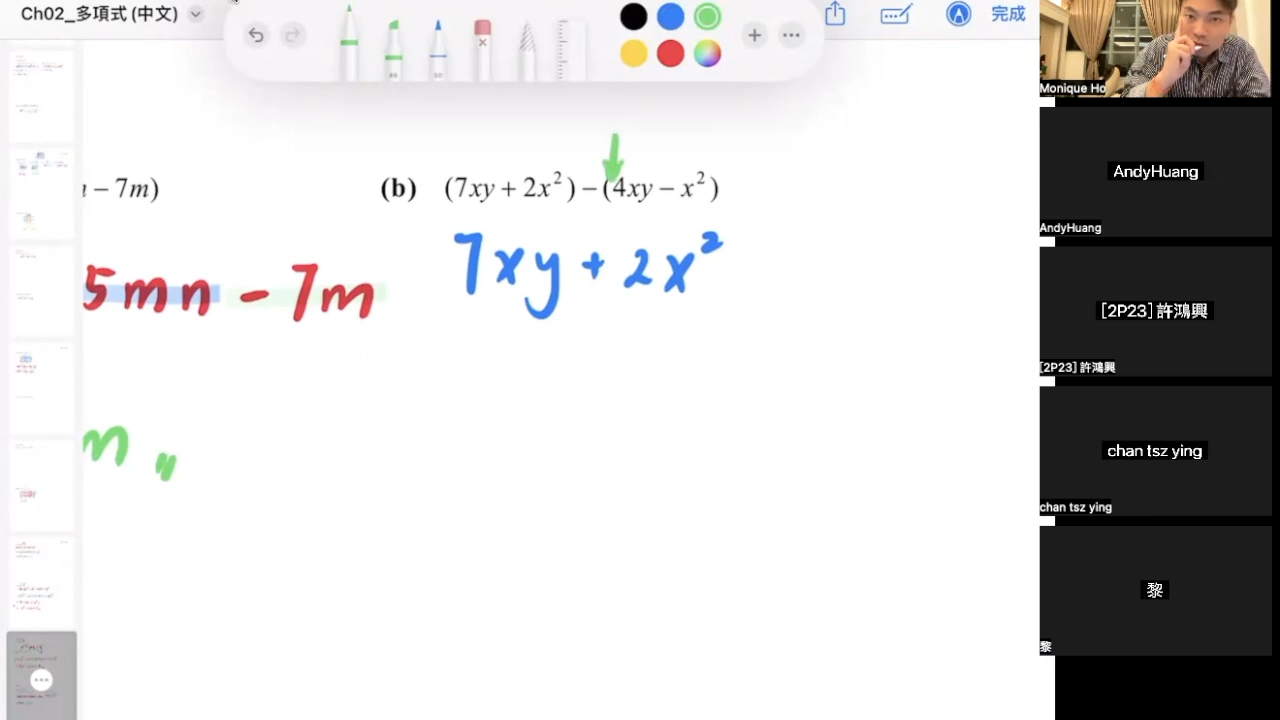 Ch02_多項式 (中文)
完成
– 7m)
(b) (7xy + 2x²) – (4xy – x²)
5mn - 7m
7xy + 2x²
m
Monique Ho
AndyHuang
AndyHuang
[2P23] 許鴻興
[2P23] 許鴻興
chan tsz ying
chan tsz ying
黎
黎